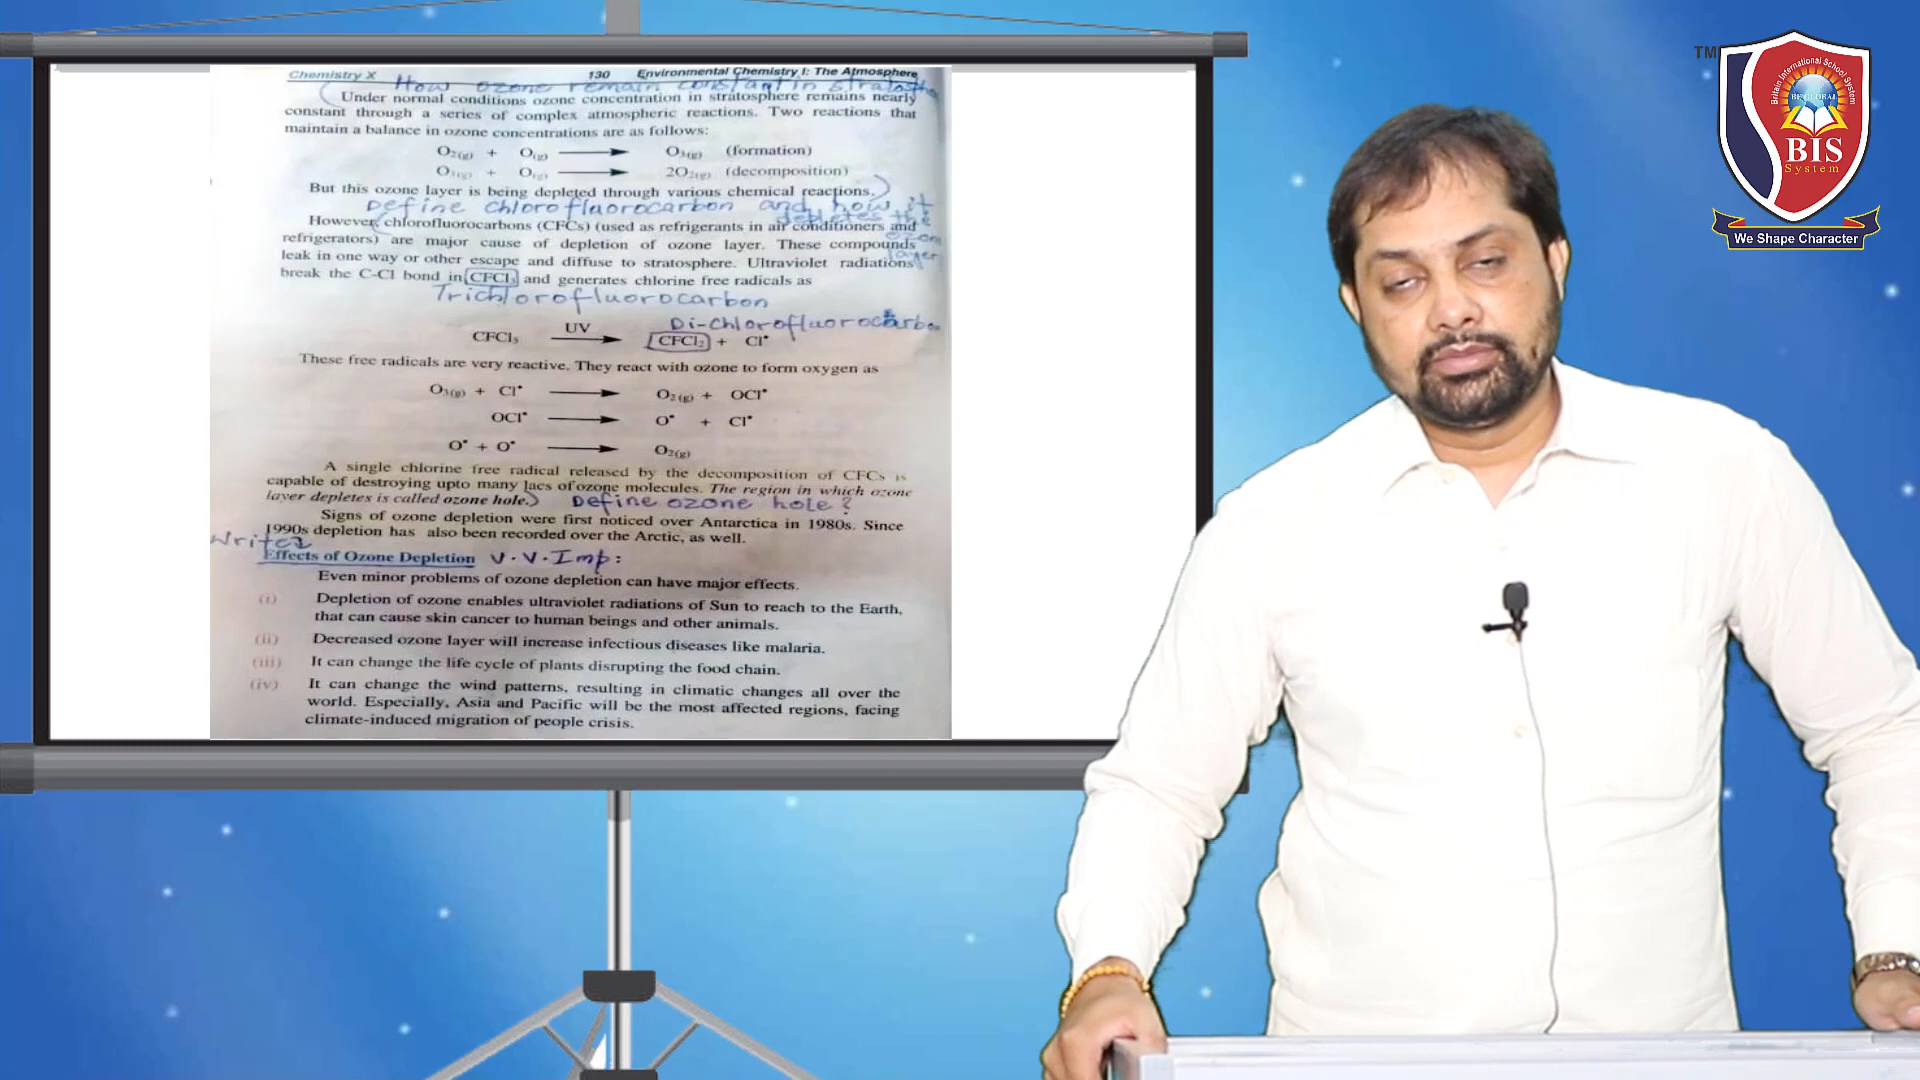 Chemistry X 130 Environmental Chemistry I: The Atmosphere
How ozone remain constant in
Under normal conditions ozone concentration in stratosphere remains nearly
constant through a series of complex atmospheric reactions. Two reactions that
maintain a balance in ozone concentrations are as follows:
O2(g) + O(g) → O3(g) (formation)
O3(g) + O(g) → 2O2(g) (decomposition)
But this ozone layer is being depleted through various chemical reactions.
Define chlorofluorocarbon and how it
depletes the
ozone
layer
However, chlorofluorocarbons (CFCs) (used as refrigerants in air conditioners and
refrigerators) are major cause of depletion of ozone layer. These compounds
leak in one way or other escape and diffuse to stratosphere. Ultraviolet radiations
break the C-Cl bond in CFCl3 and generates chlorine free radicals as
Trichlorofluorocarbon
Di-chlorofluorocarbon
CFCl3 UV → CFCl2 + Cl•
These free radicals are very reactive. They react with ozone to form oxygen as
O3(g) + Cl• → O2(g) + OCl•
OCl• → O• + Cl•
O• + O• → O2(g)
A single chlorine free radical released by the decomposition of CFCs is
capable of destroying upto many lacs of ozone molecules. The region in which ozone
layer depletes is called ozone hole.) Define ozone hole?
Signs of ozone depletion were first noticed over Antarctica in 1980s. Since
1990s depletion has also been recorded over the Arctic, as well.
Write
Effects of Ozone Depletion V.V.Imp:
Even minor problems of ozone depletion can have major effects.
(i) Depletion of ozone enables ultraviolet radiations of Sun to reach to the Earth,
that can cause skin cancer to human beings and other animals.
(ii) Decreased ozone layer will increase infectious diseases like malaria.
(iii) It can change the life cycle of plants disrupting the food chain.
(iv) It can change the wind patterns, resulting in climatic changes all over the
world. Especially, Asia and Pacific will be the most affected regions, facing
climate-induced migration of people crisis.
TM
Britain International School System
BE GLOBAL
BIS
System
We Shape Character